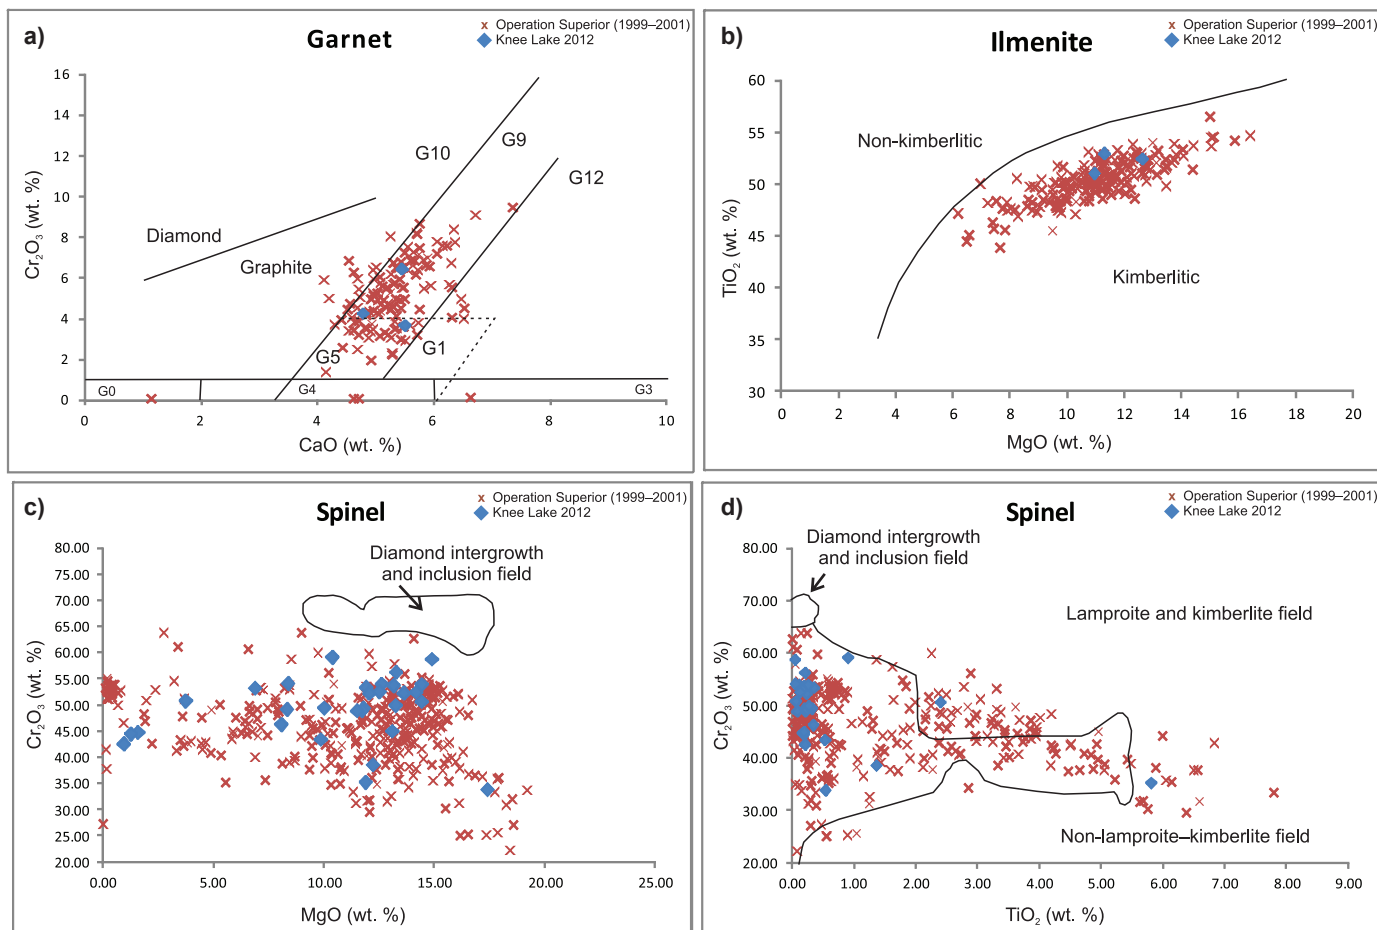 a)
Garnet
Operation Superior (1999–2001)
Knee Lake 2012
Cr₂O₃ (wt. %)
16
14
12
10
8
6
4
2
0
Diamond
Graphite
G10
G9
G12
G5
G1
G0
G4
G3
0
2
4
6
8
10
CaO (wt. %)
b)
Ilmenite
Operation Superior (1999–2001)
Knee Lake 2012
TiO₂ (wt. %)
60
55
50
45
40
35
30
Non-kimberlitic
Kimberlitic
0
2
4
6
8
10
12
14
16
18
20
MgO (wt. %)
c)
Spinel
Operation Superior (1999–2001)
Knee Lake 2012
Diamond intergrowth
and inclusion field
Cr₂O₃ (wt. %)
80.00
75.00
70.00
65.00
60.00
55.00
50.00
45.00
40.00
35.00
30.00
25.00
20.00
0.00
5.00
10.00
15.00
20.00
25.00
MgO (wt. %)
d)
Spinel
Operation Superior (1999–2001)
Knee Lake 2012
Diamond intergrowth
and inclusion field
Lamproite and kimberlite field
Non-lamproite–kimberlite field
Cr₂O₃ (wt. %)
80.00
70.00
60.00
50.00
40.00
30.00
20.00
0.00
1.00
2.00
3.00
4.00
5.00
6.00
7.00
8.00
9.00
TiO₂ (wt. %)